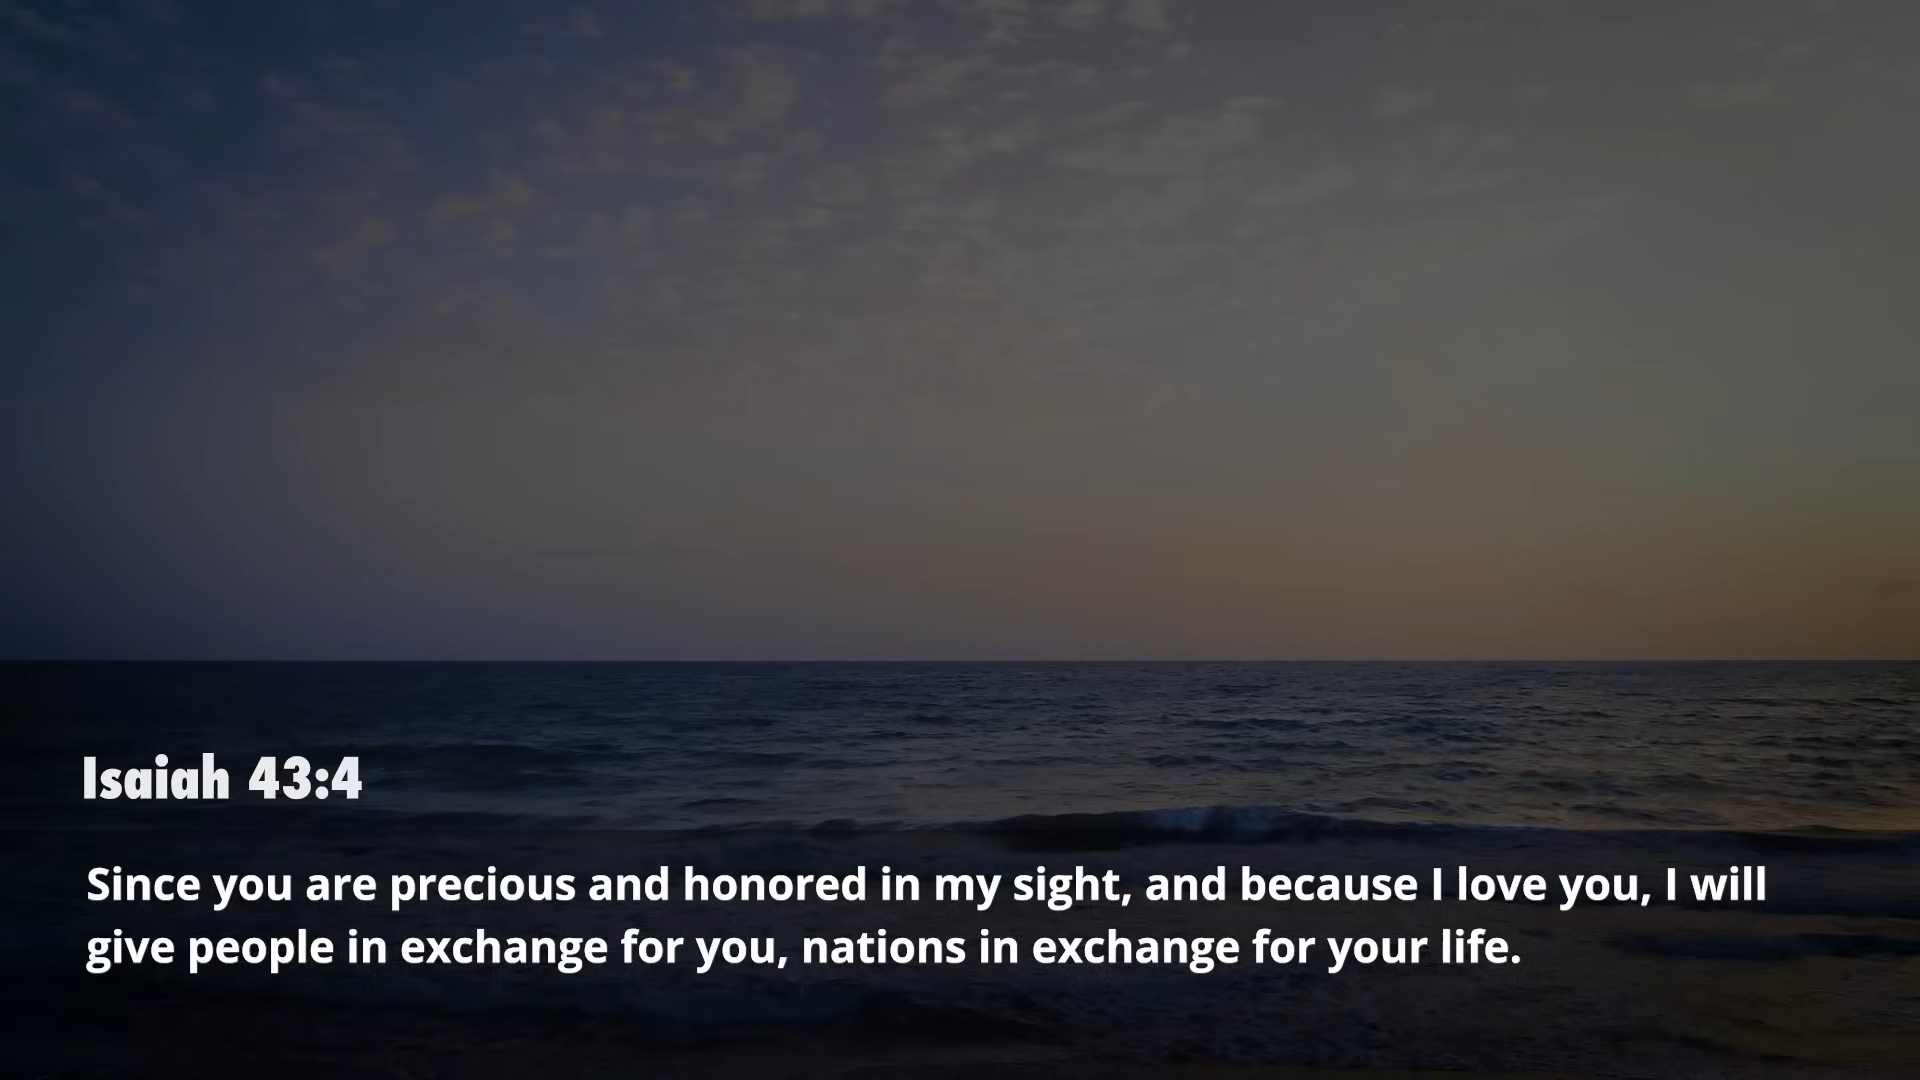 Isaiah 43:4
Since you are precious and honored in my sight, and because I love you, I will
give people in exchange for you, nations in exchange for your life.